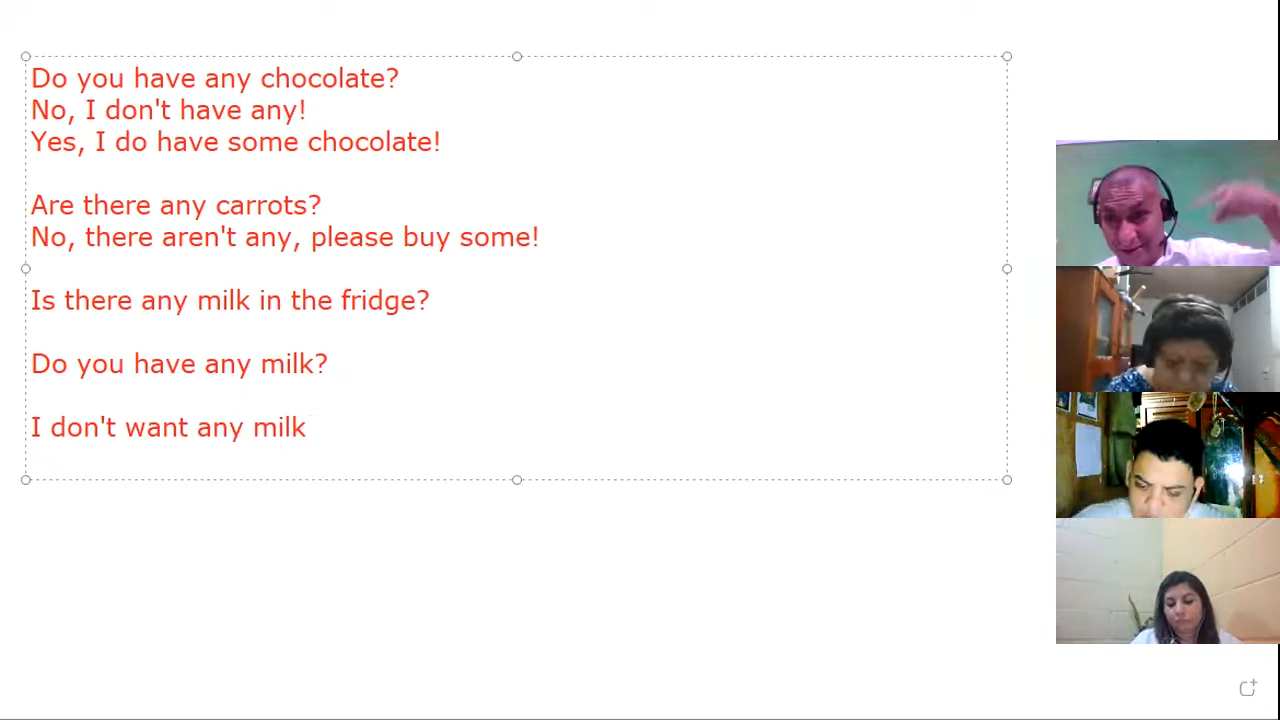 Do you have any chocolate?
No, I don't have any!
Yes, I do have some chocolate!
Are there any carrots?
No, there aren't any, please buy some!
Is there any milk in the fridge?
Do you have any milk?
I don't want any milk